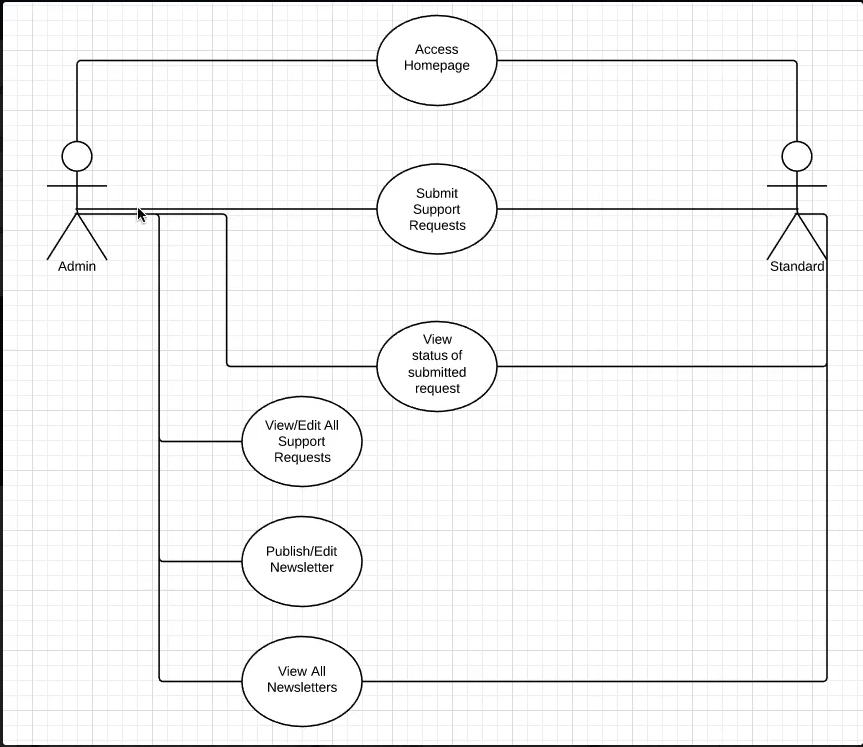 Access
Homepage
Submit
Support
Requests
Admin
Standard
View
status of
submitted
request
View/Edit All
Support
Requests
Publish/Edit
Newsletter
View All
Newsletters